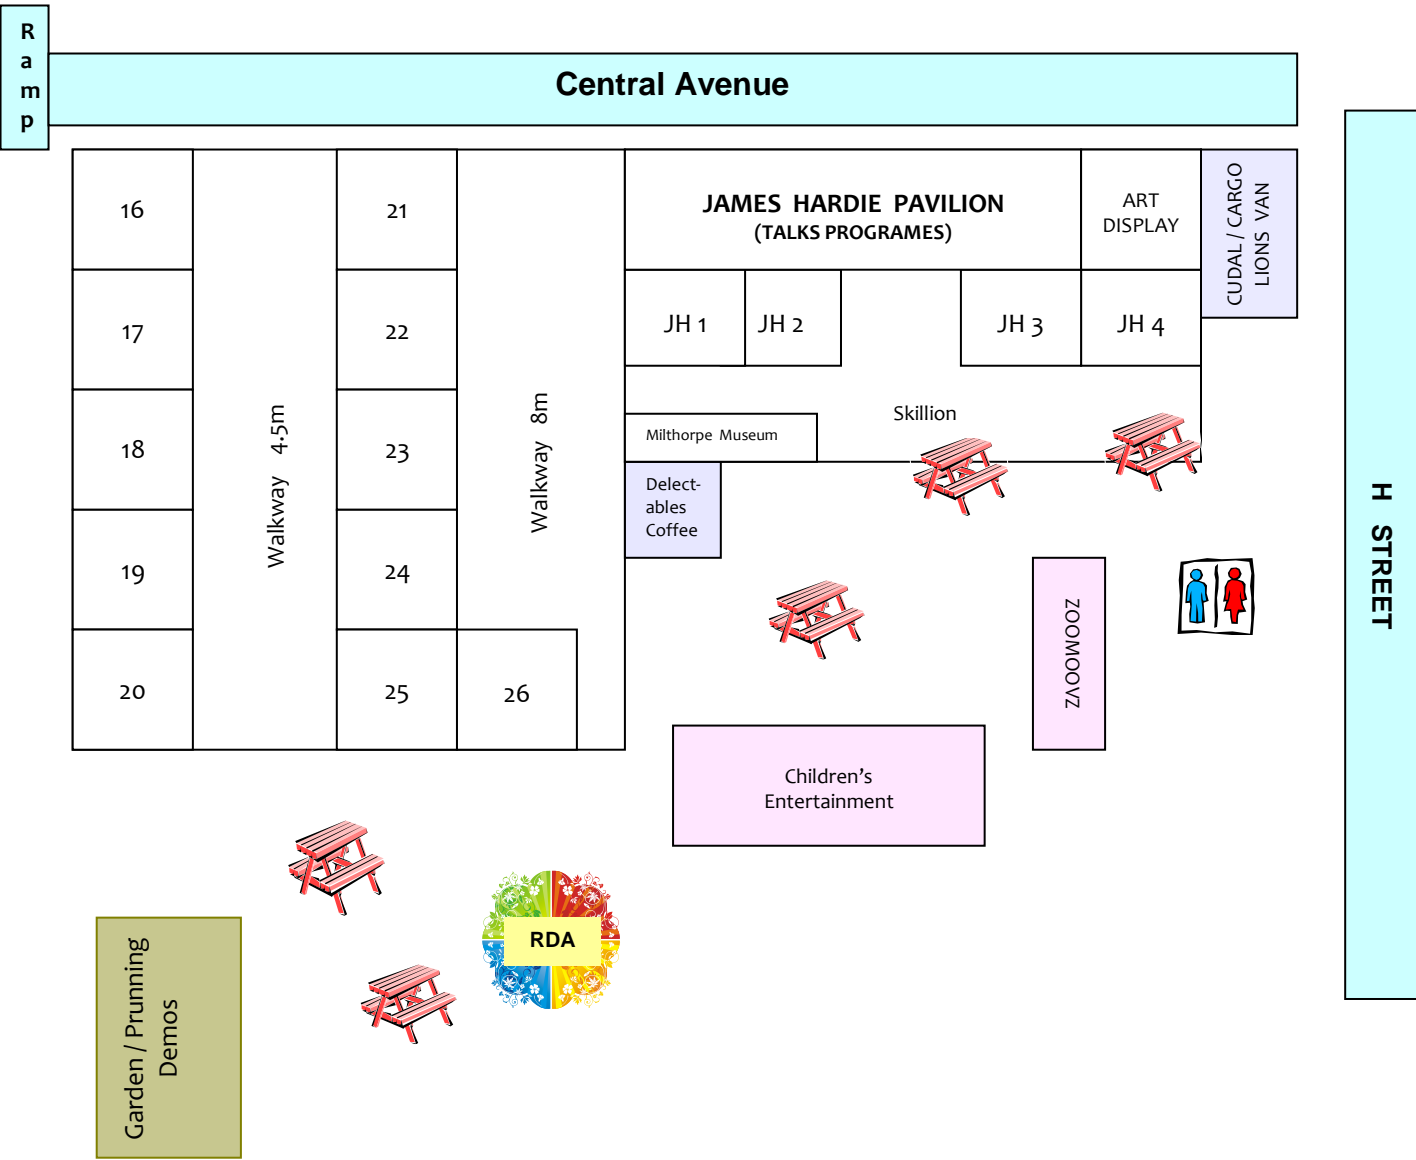 Ramp
Central Avenue
16
21
JAMES HARDIE PAVILION
(TALKS PROGRAMES)
ART
DISPLAY
CUDAL / CARGO
LIONS VAN
17
22
JH 1
JH 2
JH 3
JH 4
18
Walkway 4.5m
23
Walkway 8m
Milthorpe Museum
Skillion
Delect-
ables
Coffee
H STREET
19
24
ZOOMOOVZ
20
25
26
Children's
Entertainment
RDA
Garden / Prunning
Demos